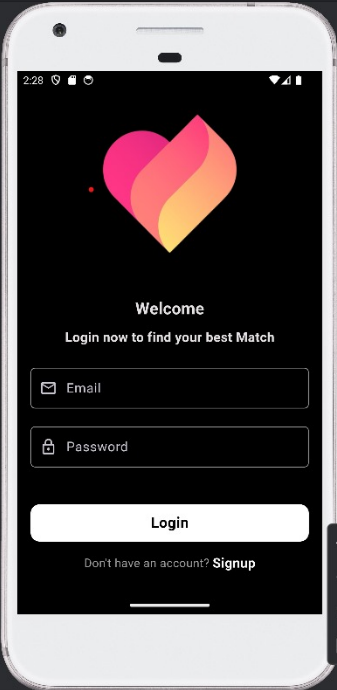 2:28
Welcome
Login now to find your best Match
Email
Password
Login
Don't have an account? Signup